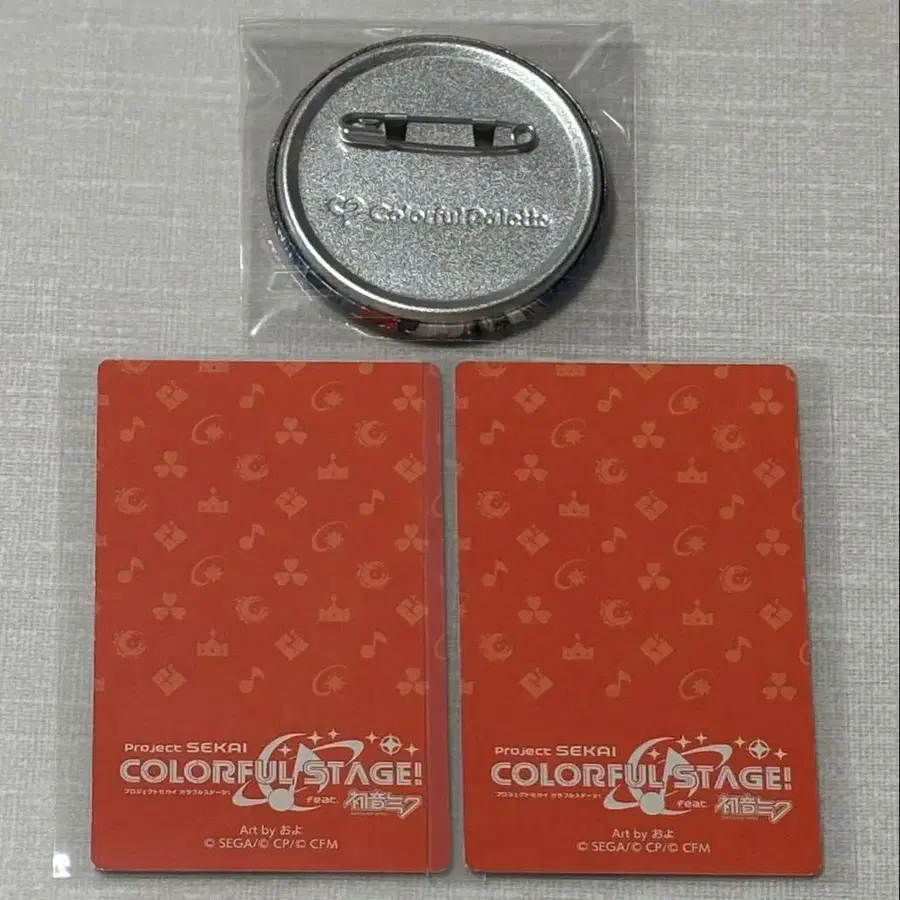 Colorful Palette
Project SEKAI
COLORFUL STAGE!
プロジェクトセカイ カラフルステージ!
feat. 初音ミク
Art by およ
© SEGA/© CP/© CFM
Project SEKAI
COLORFUL STAGE!
プロジェクトセカイ カラフルステージ!
feat. 初音ミク
Art by およ
© SEGA/© CP/© CFM